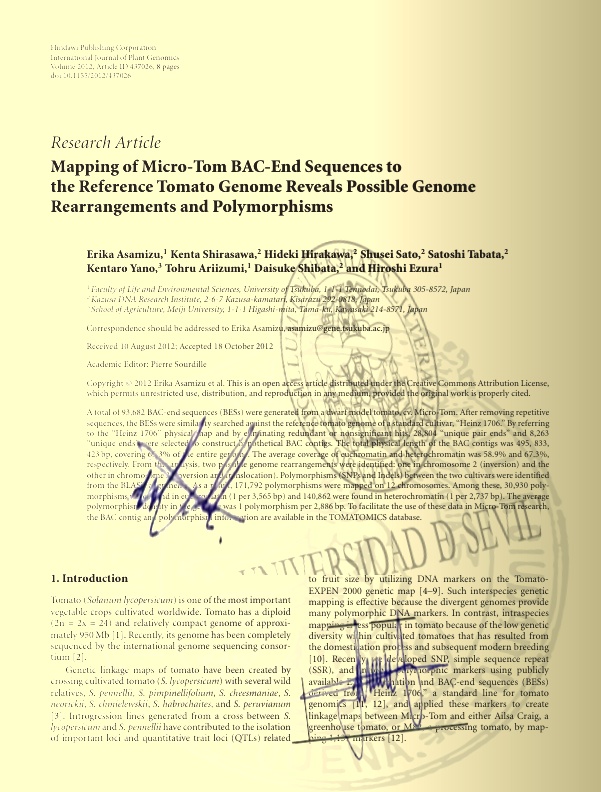 Hindawi Publishing Corporation
International Journal of Plant Genomics
Volume 2012, Article ID 437026, 8 pages
doi:10.1155/2012/437026
Research Article
Mapping of Micro-Tom BAC-End Sequences to
the Reference Tomato Genome Reveals Possible Genome
Rearrangements and Polymorphisms
Erika Asamizu,1 Kenta Shirasawa,2 Hideki Hirakawa,2 Shusei Sato,2 Satoshi Tabata,2
Kentaro Yano,3 Tohru Ariizumi,1 Daisuke Shibata,2 and Hiroshi Ezura1
1 Faculty of Life and Environmental Sciences, University of Tsukuba, 1-1-1 Tennodai, Tsukuba 305-8572, Japan
2 Kazusa DNA Research Institute, 2-6-7 Kazusa-kamatari, Kisarazu 292-0818, Japan
3 School of Agriculture, Meiji University, 1-1-1 Higashi-mita, Tama-ku, Kawasaki 214-8571, Japan
Correspondence should be addressed to Erika Asamizu, asamizu@gene.tsukuba.ac.jp
Received 10 August 2012; Accepted 18 October 2012
Academic Editor: Pierre Sourdille
Copyright © 2012 Erika Asamizu et al. This is an open access article distributed under the Creative Commons Attribution License,
which permits unrestricted use, distribution, and reproduction in any medium, provided the original work is properly cited.
A total of 93,682 BAC-end sequences (BESs) were generated from a dwarf model tomato, cv. Micro-Tom. After removing repetitive
sequences, the BESs were similarity searched against the reference tomato genome of a standard cultivar, "Heinz 1706." By referring
to the "Heinz 1706" physical map and by eliminating redundant or nonsignificant hits, 28,804 "unique pair ends" and 8,263
"unique ends" were selected to construct hypothetical BAC contigs. The total physical length of the BAC contigs was 495, 833,
423 bp, covering of the entire genome. The average coverage of euchromatin and heterochromatin was 58.9% and 67.3%,
respectively. From this analysis, two possible genome rearrangements were identified: one in chromosome 2 (inversion) and the
other in chromosome (inversion and translocation). Polymorphisms (SNPs and Indels) between the two cultivars were identified
from the BLAST As a 171,792 polymorphisms were mapped on 12 chromosomes. Among these, 30,930 poly-
morphisms, found in euchromatin (1 per 3,565 bp) and 140,862 were found in heterochromatin (1 per 2,737 bp). The average
polymorphism density in the genome was 1 polymorphism per 2,886 bp. To facilitate the use of these data in Micro-Tom research,
the BAC contig and polymorphism information are available in the TOMATOMICS database.
UNIVERSIDAD D SEVIL
1. Introduction
Tomato (Solanum lycopersicum) is one of the most important
vegetable crops cultivated worldwide. Tomato has a diploid
(2n = 2x = 24) and relatively compact genome of approxi-
mately 950 Mb [1]. Recently, its genome has been completely
sequenced by the international genome sequencing consor-
tium [2].
Genetic linkage maps of tomato have been created by
crossing cultivated tomato (S. lycopersicum) with several wild
relatives, S. pennellii, S. pimpinellifolium, S. cheesmaniae, S.
neorickii, S. chmielewskii, S. habrochaites, and S. peruvianum
[3]. Introgression lines generated from a cross between S.
lycopersicum and S. pennellii have contributed to the isolation
of important loci and quantitative trait loci (QTLs) related
to fruit size by utilizing DNA markers on the Tomato-
EXPEN 2000 genetic map [4–9]. Such interspecies genetic
mapping is effective because the divergent genomes provide
many polymorphic DNA markers. In contrast, intraspecies
mapping is less popular in tomato because of the low genetic
diversity within cultivated tomatoes that has resulted from
the domestication process and subsequent modern breeding
[10]. Recently developed SNP, simple sequence repeat
(SSR), and polymorphic markers using publicly
available and BAC-end sequences (BESs)
derived from "Heinz 1706," a standard line for tomato
genomics [11, 12], and applied these markers to create
linkage maps between Micro-Tom and either Ailsa Craig, a
greenhouse tomato, or processing tomato, by map-
ping markers [12].